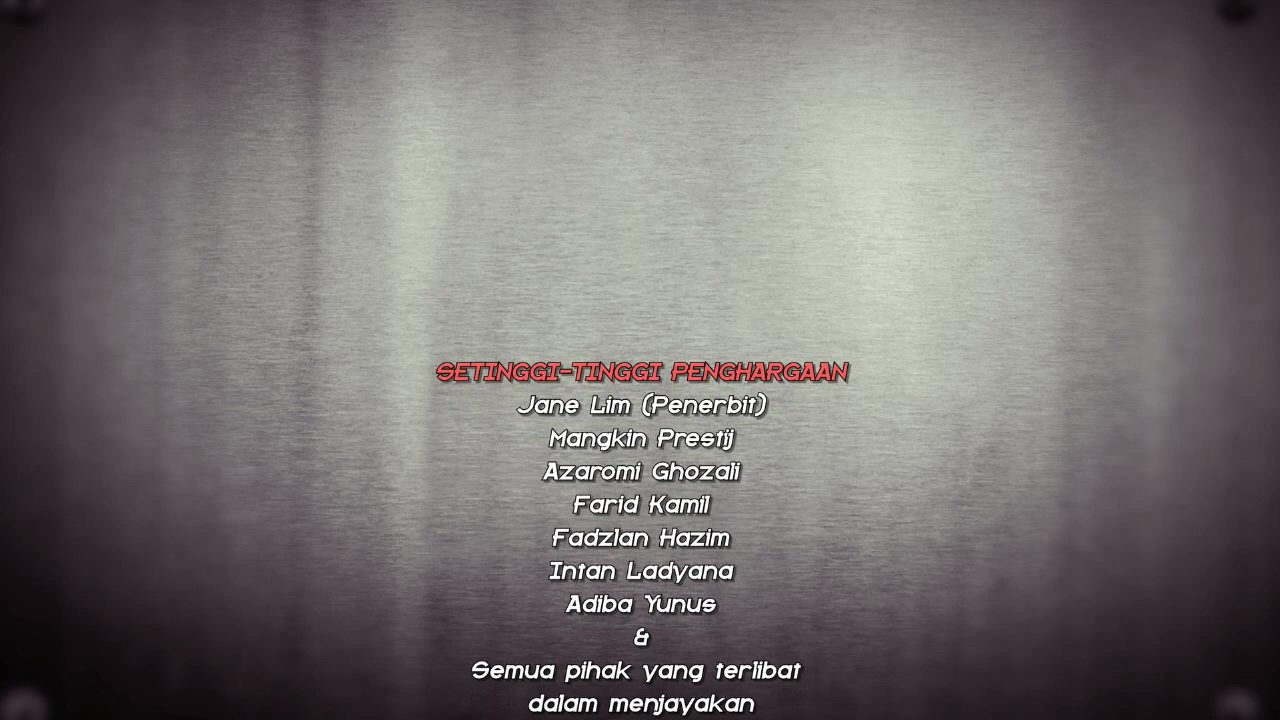 SETINGGI-TINGGI PENGHARGAAN
Jane Lim (Penerbit)
Mangkin Prestij
Azaromi Ghozali
Farid Kamil
Fadzlan Hazim
Intan Ladyana
Adiba Yunus
&
Semua pihak yang terlibat
dalam menjayakan